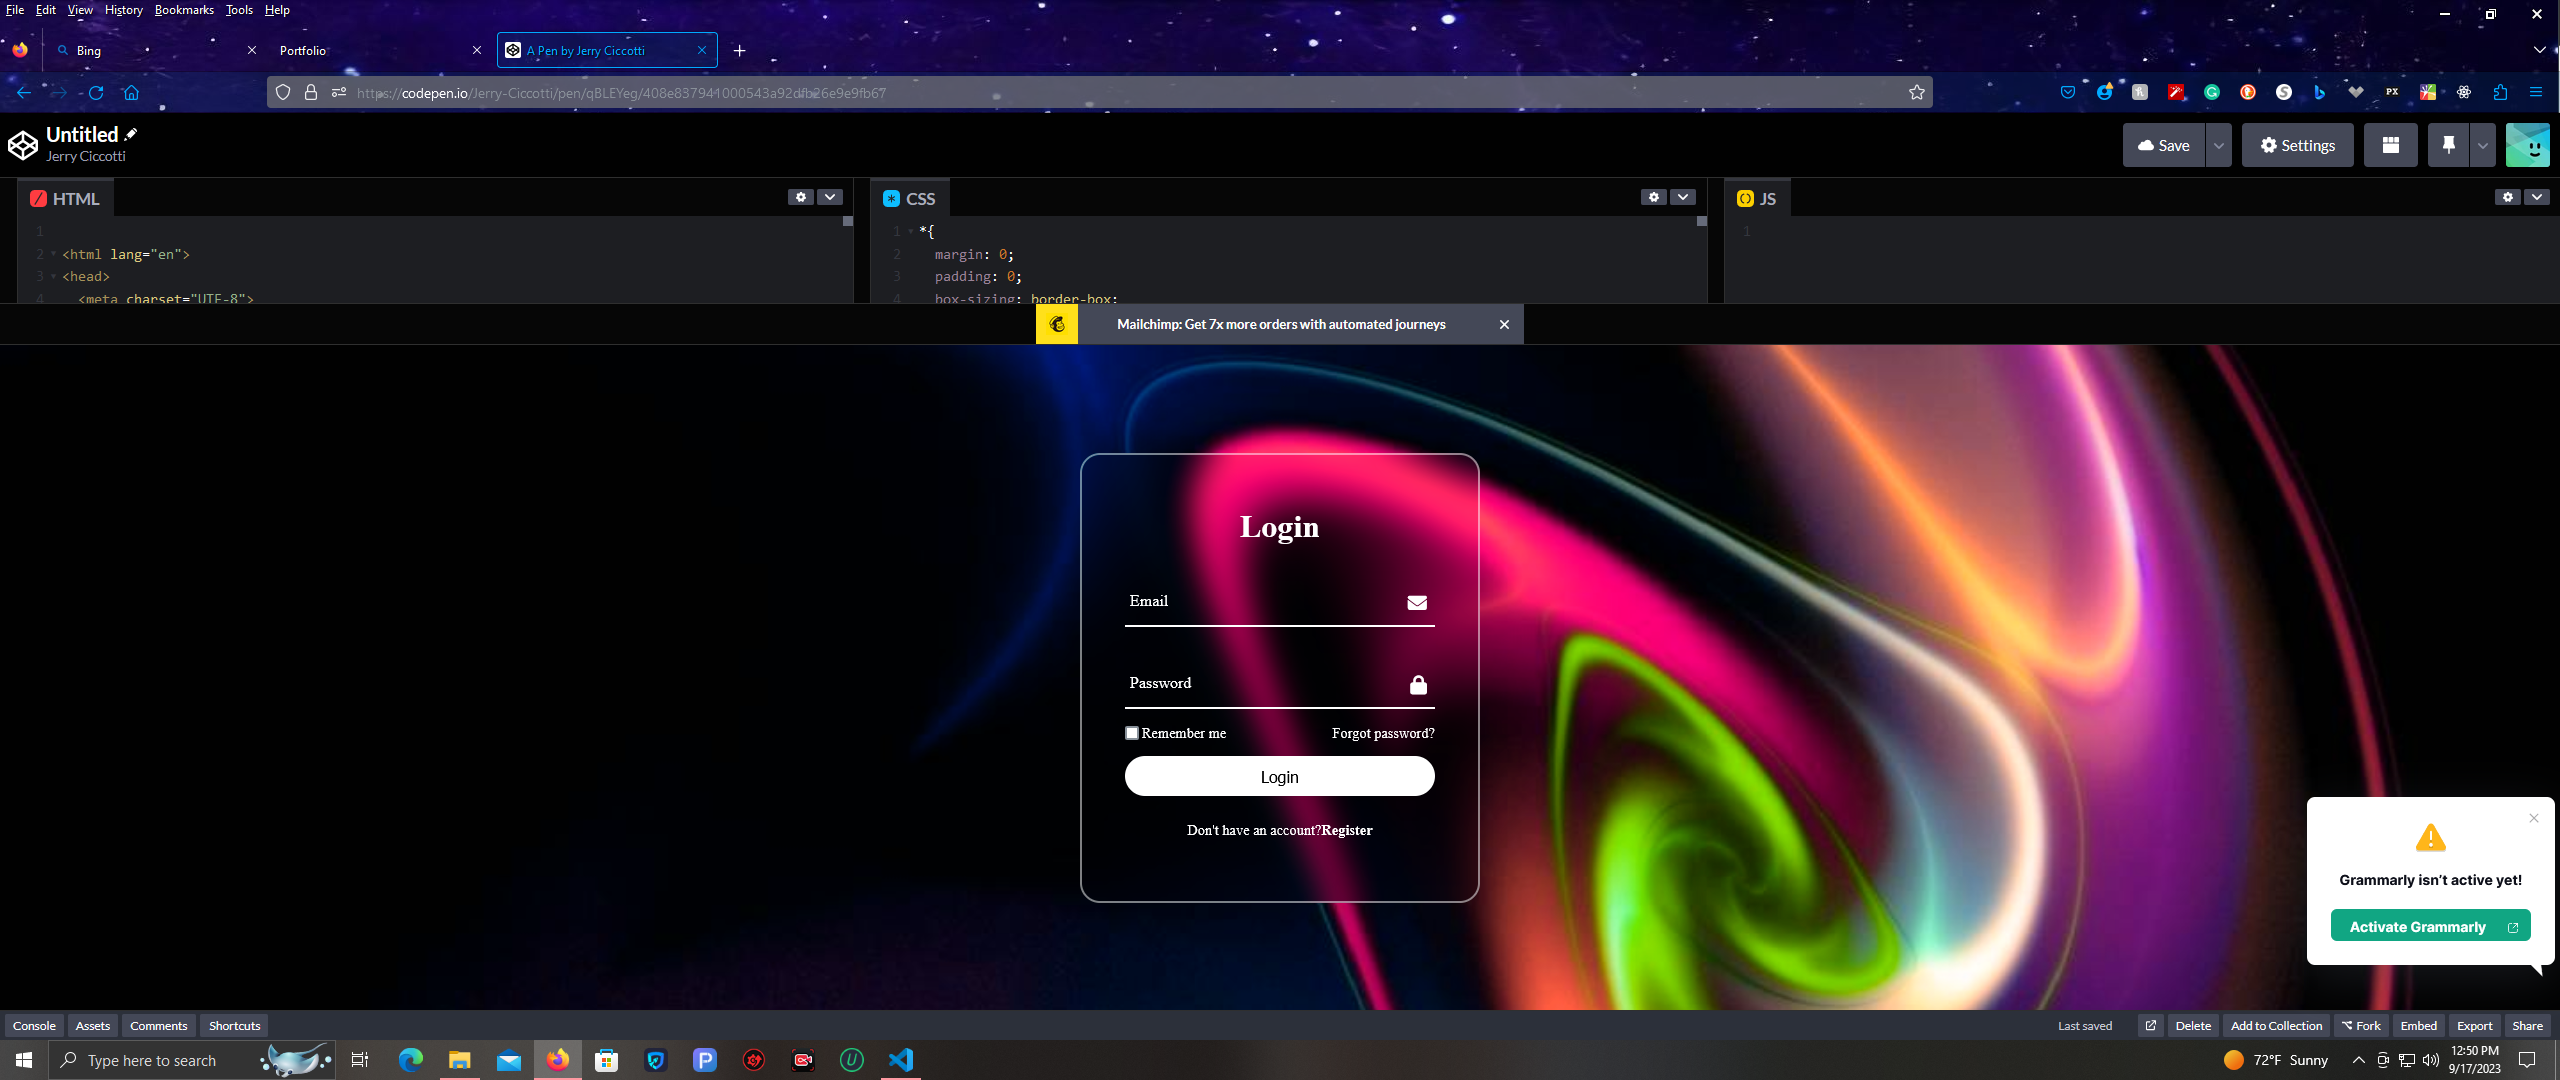 File Edit View History Bookmarks Tools Help
Bing
Portfolio
A Pen by Jerry Ciccotti
https://codepen.io/Jerry-Ciccotti/pen/qBLEYeg/408e837941000543a92dfb26e9e9fb67
Untitled
Jerry Ciccotti
Save
Settings
HTML
CSS
JS
1
2 <html lang="en">
3 <head>
4 <meta charset="UTF-8">
1 *{
2 margin: 0;
3 padding: 0;
4 box-sizing: border-box;
1
Mailchimp: Get 7x more orders with automated journeys
Login
Email
Password
Remember me Forgot password?
Login
Don't have an account?Register
Grammarly isn't active yet!
Activate Grammarly
Console Assets Comments Shortcuts
Last saved Delete Add to Collection Fork Embed Export Share
Type here to search
72°F Sunny
12:50 PM
9/17/2023